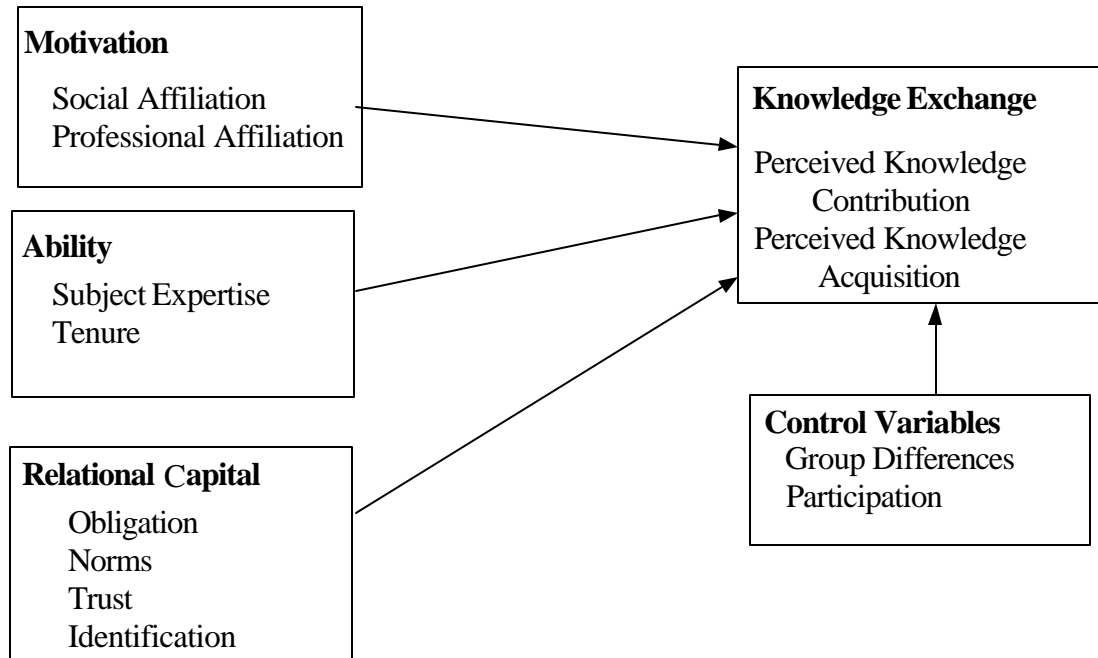 Motivation
Social Affiliation
Professional Affiliation
Ability
Subject Expertise
Tenure
Relational Capital
Obligation
Norms
Trust
Identification
Knowledge Exchange
Perceived Knowledge
Contribution
Perceived Knowledge
Acquisition
Control Variables
Group Differences
Participation